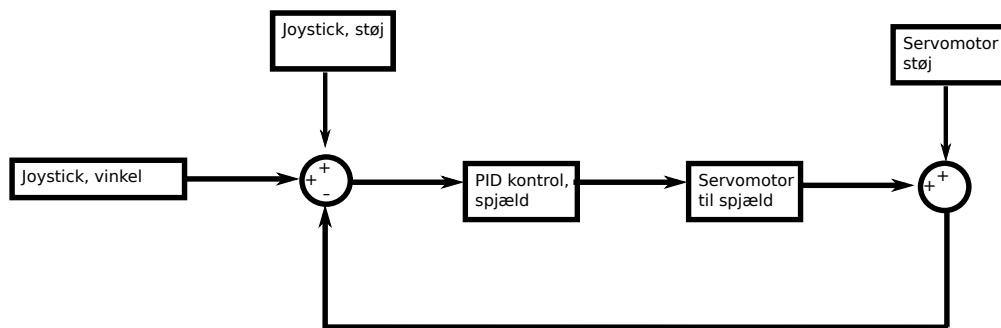 Joystick, støj
Servomotor
støj
Joystick, vinkel
+
+
-
PID kontrol,
spjæld
Servomotor
til spjæld
+
+